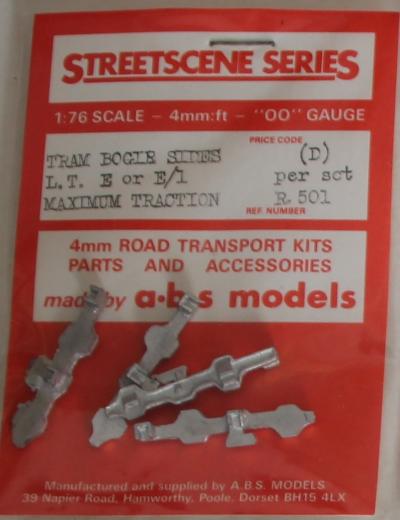 STREETSCENE SERIES
1:76 SCALE - 4mm:ft - "OO" GAUGE
PRICE CODE
TRAM BOGIE SIDES (D)
L.T. E or E/1 per set
MAXIMUM TRACTION R.501
REF. NUMBER
4mm ROAD TRANSPORT KITS
PARTS AND ACCESSORIES
made by a·b·s models
Manufactured and supplied by A.B.S. MODELS
39 Napier Road, Hamworthy, Poole, Dorset BH15 4LX